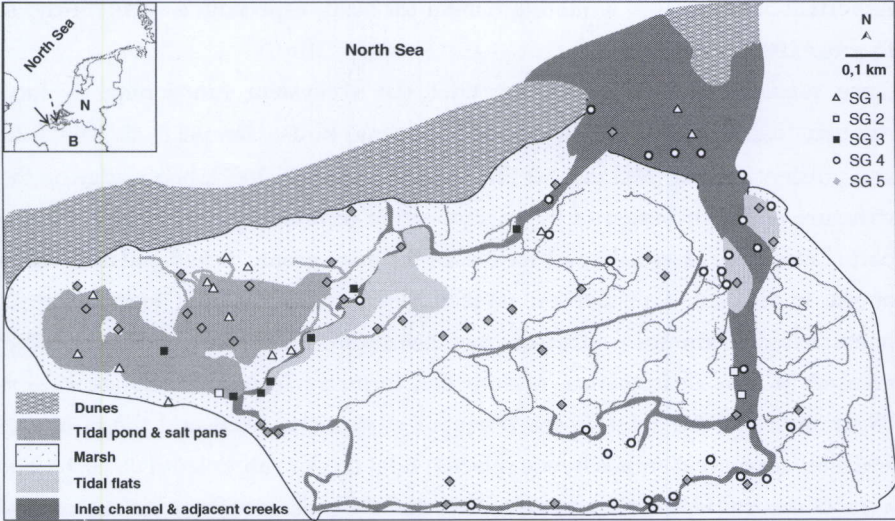 North Sea
N
B
North Sea
N
0,1 km
SG 1
SG 2
SG 3
SG 4
SG 5
Dunes
Tidal pond & salt pans
Marsh
Tidal flats
Inlet channel & adjacent creeks